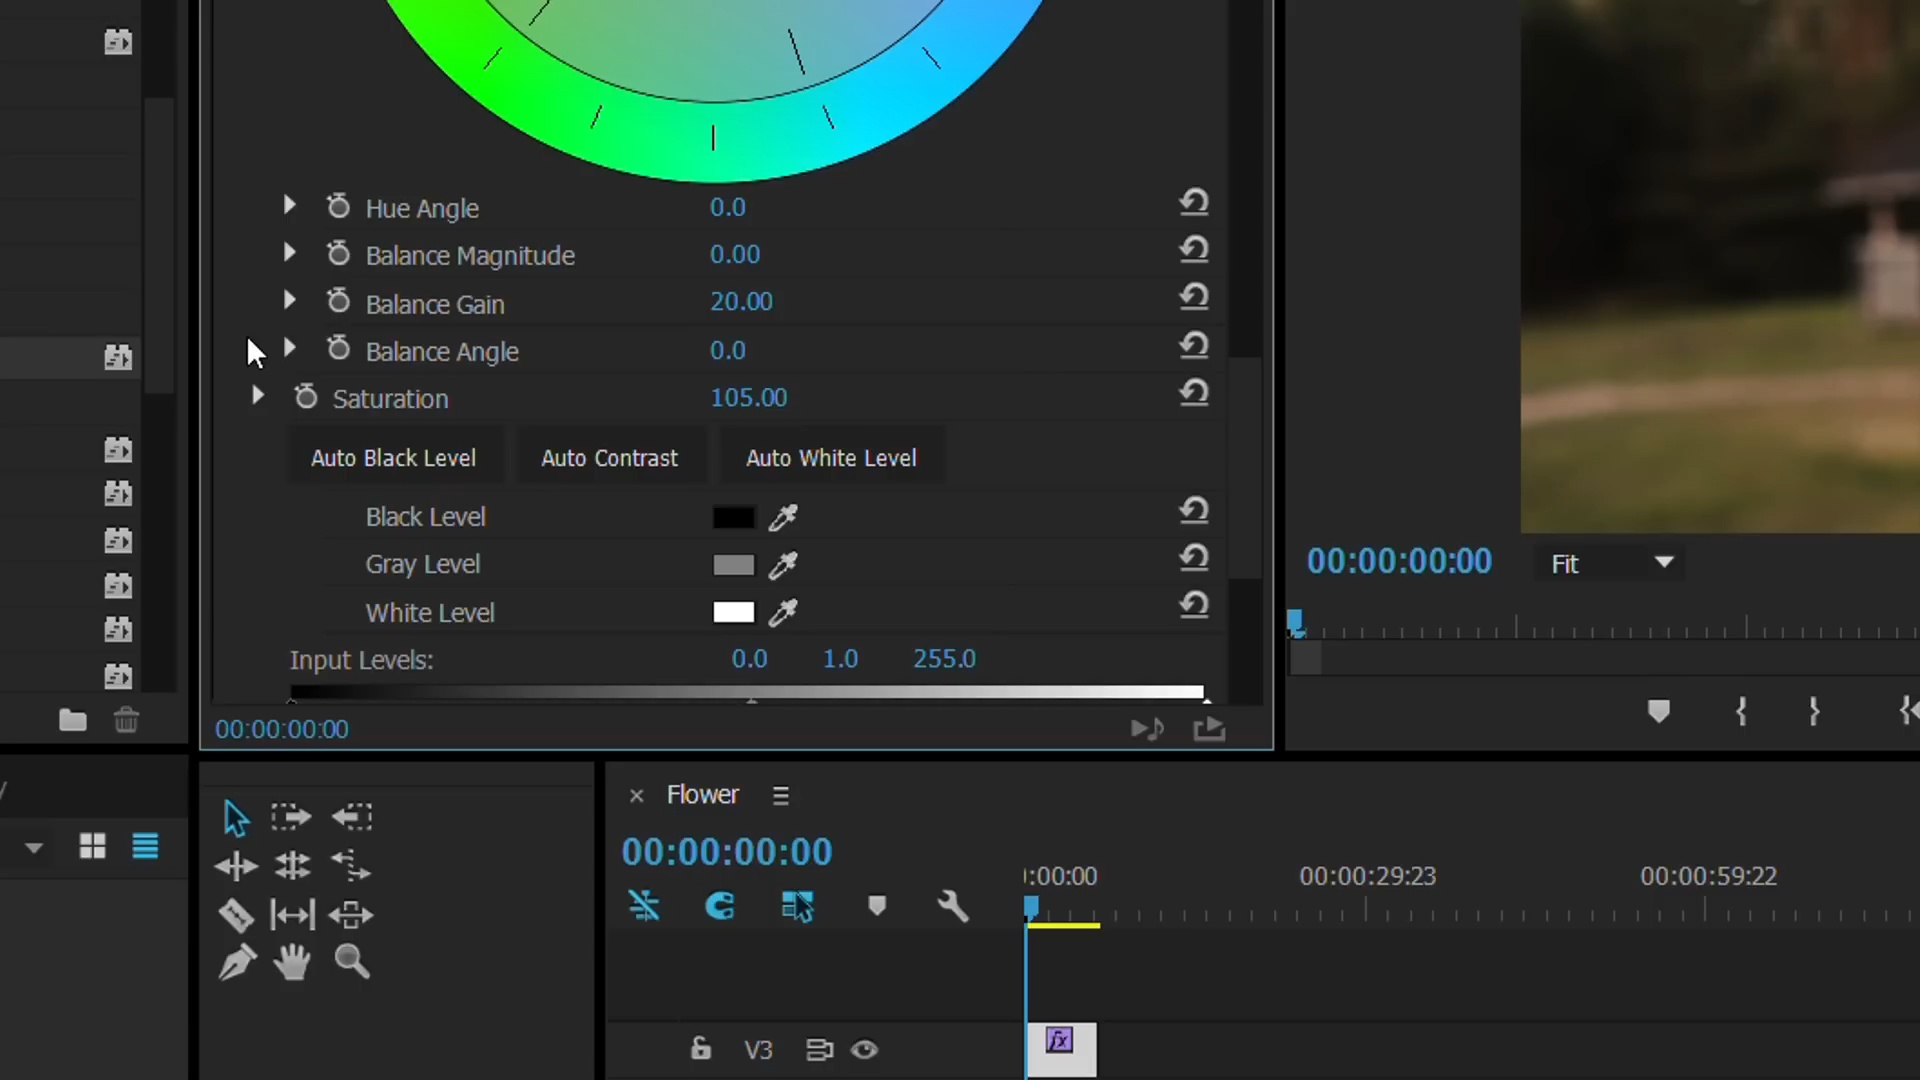 Hue Angle 0.0
Balance Magnitude 0.00
Balance Gain 20.00
Balance Angle 0.0
Saturation 105.00
Auto Black Level Auto Contrast Auto White Level
Black Level
Gray Level
White Level
Input Levels: 0.0 1.0 255.0
00:00:00:00
00:00:00:00 Fit
Flower
00:00:00:00
:00:00 00:00:29:23 00:00:59:22
V3 fx